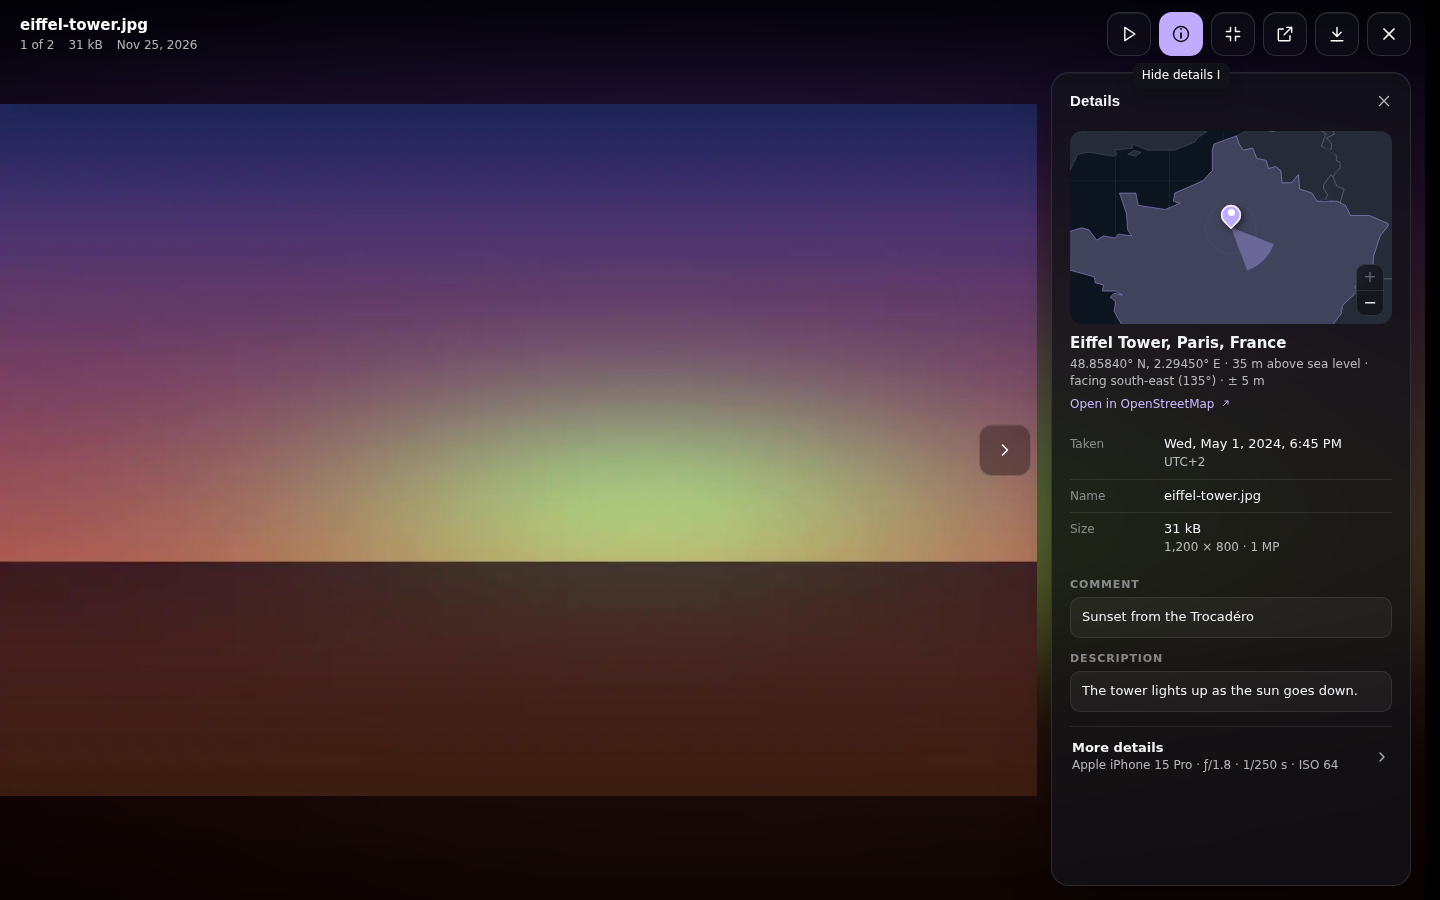 eiffel-tower.jpg
1 of 2 31 kB Nov 25, 2026
Hide details I
Details
Eiffel Tower, Paris, France
48.85840° N, 2.29450° E · 35 m above sea level ·
facing south-east (135°) · ± 5 m
Open in OpenStreetMap ↗
Taken Wed, May 1, 2024, 6:45 PM
UTC+2
Name eiffel-tower.jpg
Size 31 kB
1,200 × 800 · 1 MP
COMMENT
Sunset from the Trocadéro
DESCRIPTION
The tower lights up as the sun goes down.
More details
Apple iPhone 15 Pro · ƒ/1.8 · 1/250 s · ISO 64